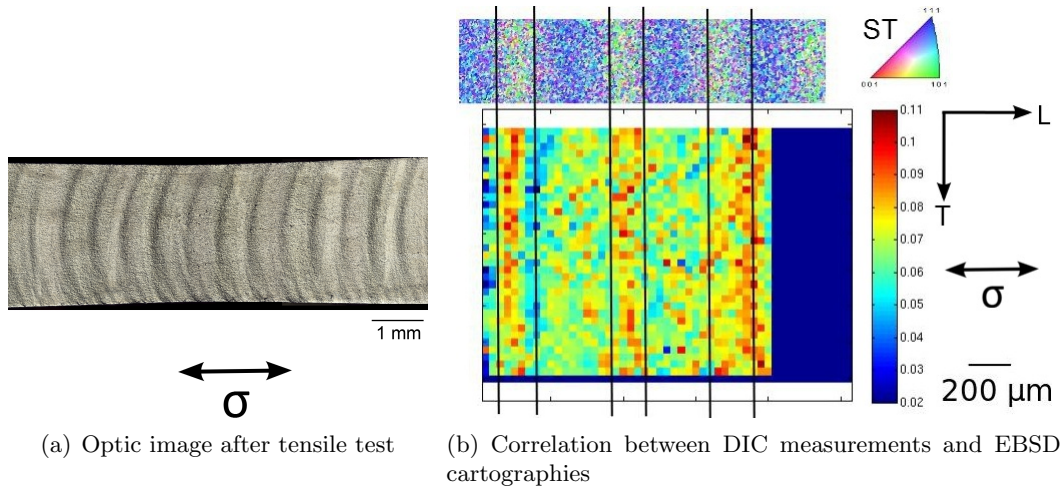 1 mm
σ
(a) Optic image after tensile test
ST
111
001
101
0.11
0.10
0.09
0.08
0.07
0.06
0.05
0.04
0.03
0.02
L
T
σ
200 μm
(b) Correlation between DIC measurements and EBSD
cartographies